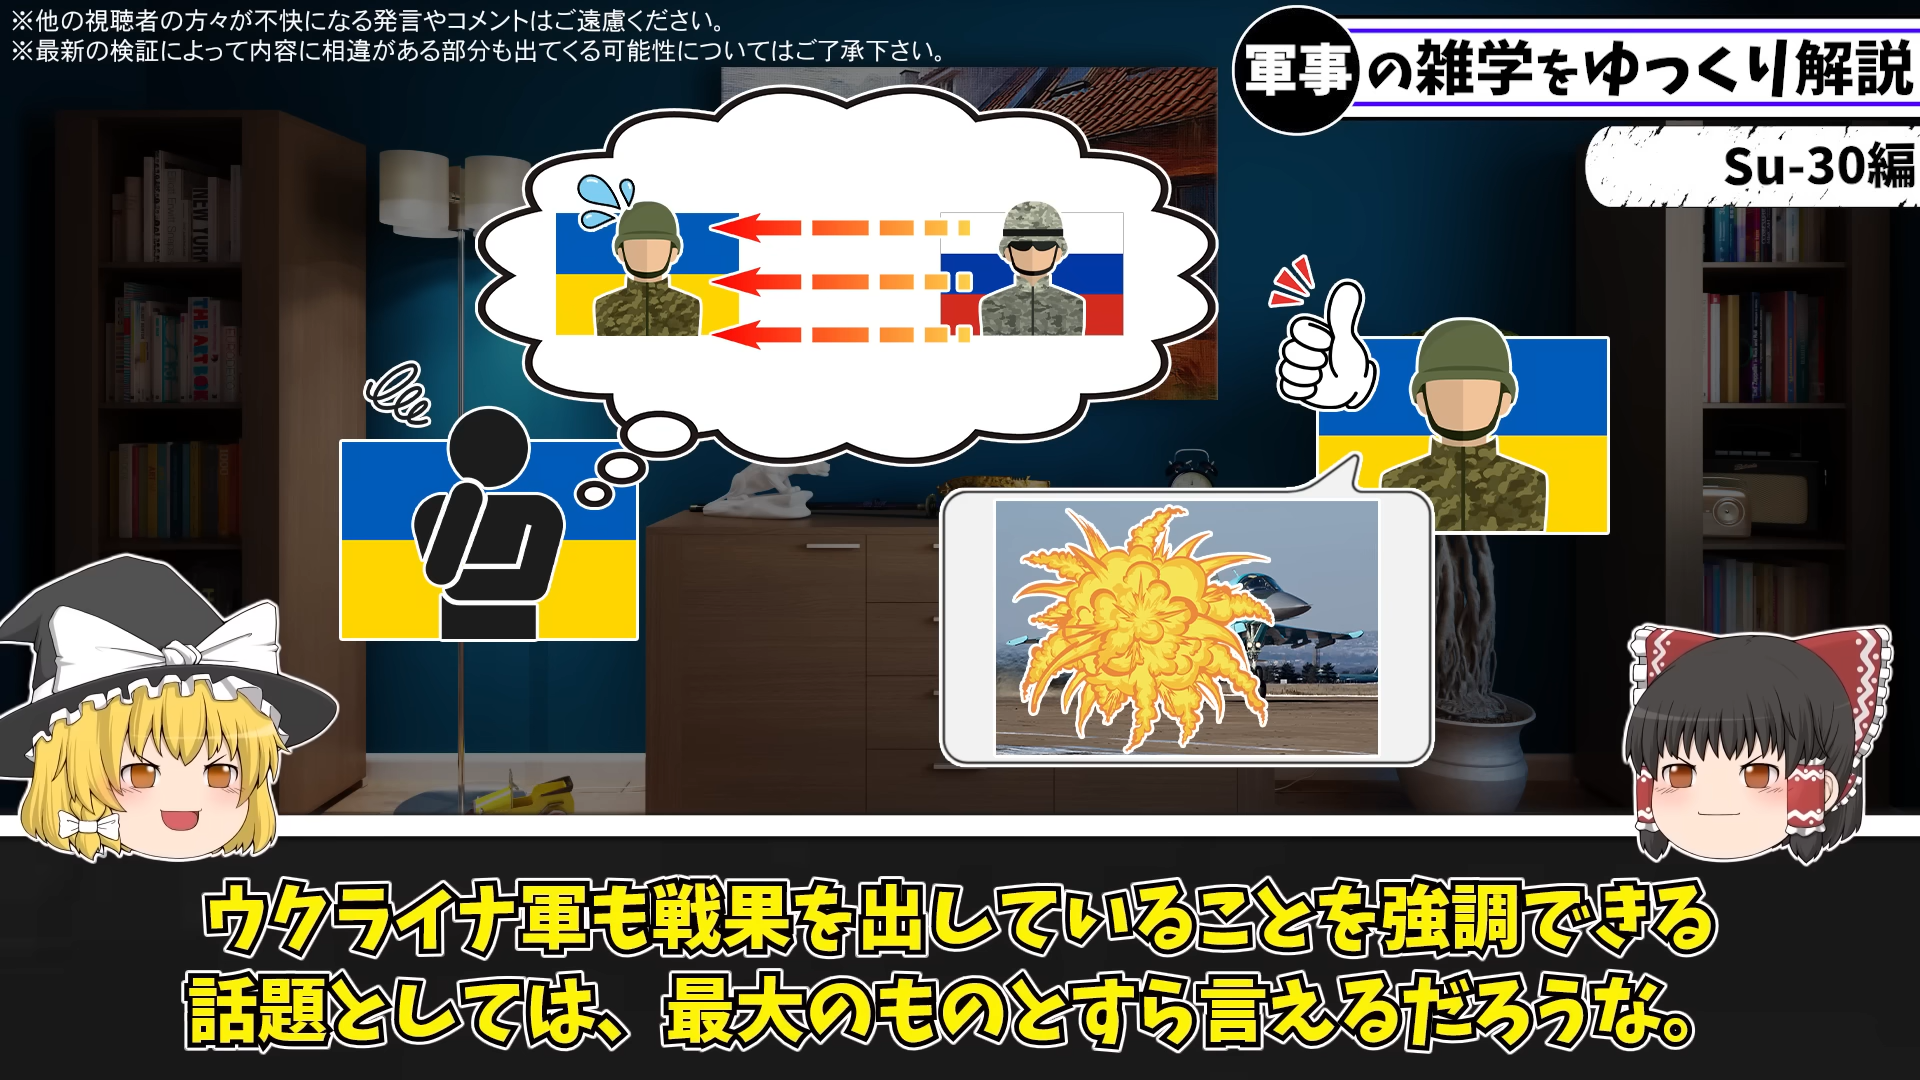 ※他の視聴者の方々が不快になる発言やコメントはご遠慮ください。
※最新の検証によって内容に相違がある部分も出てくる可能性についてはご了承下さい。
軍事の雑学をゆっくり解説
Su-30編
ウクライナ軍も戦果を出していることを強調できる
話題としては、最大のものとすら言えるだろうな。